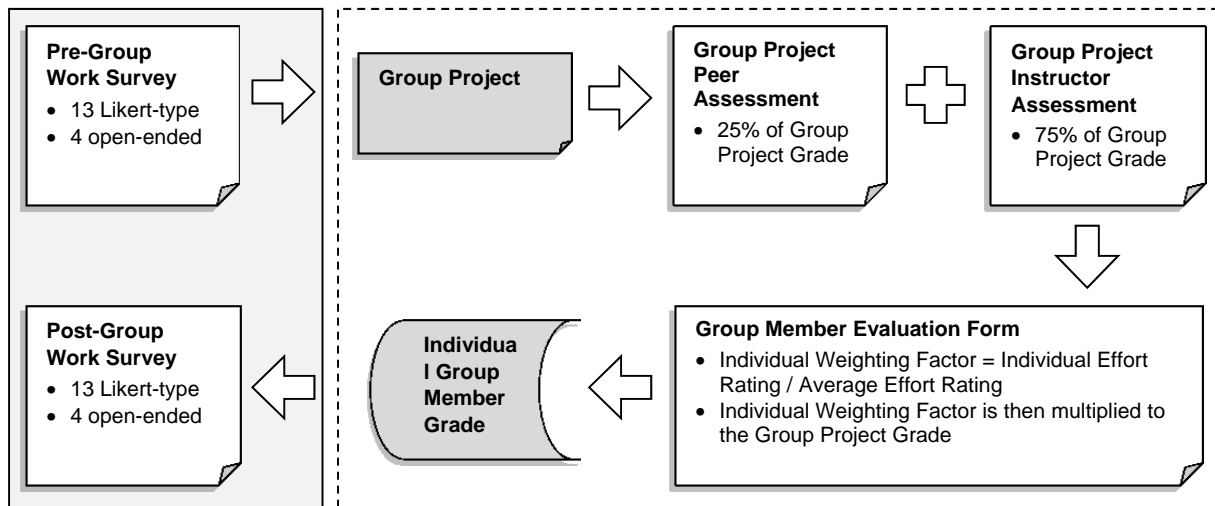 Pre-Group
Work Survey
• 13 Likert-type
• 4 open-ended
Group Project
Group Project
Peer
Assessment
• 25% of Group
Project Grade
Group Project
Instructor
Assessment
• 75% of Group
Project Grade
Post-Group
Work Survey
• 13 Likert-type
• 4 open-ended
Individua
l Group
Member
Grade
Group Member Evaluation Form
• Individual Weighting Factor = Individual Effort
Rating / Average Effort Rating
• Individual Weighting Factor is then multiplied to
the Group Project Grade